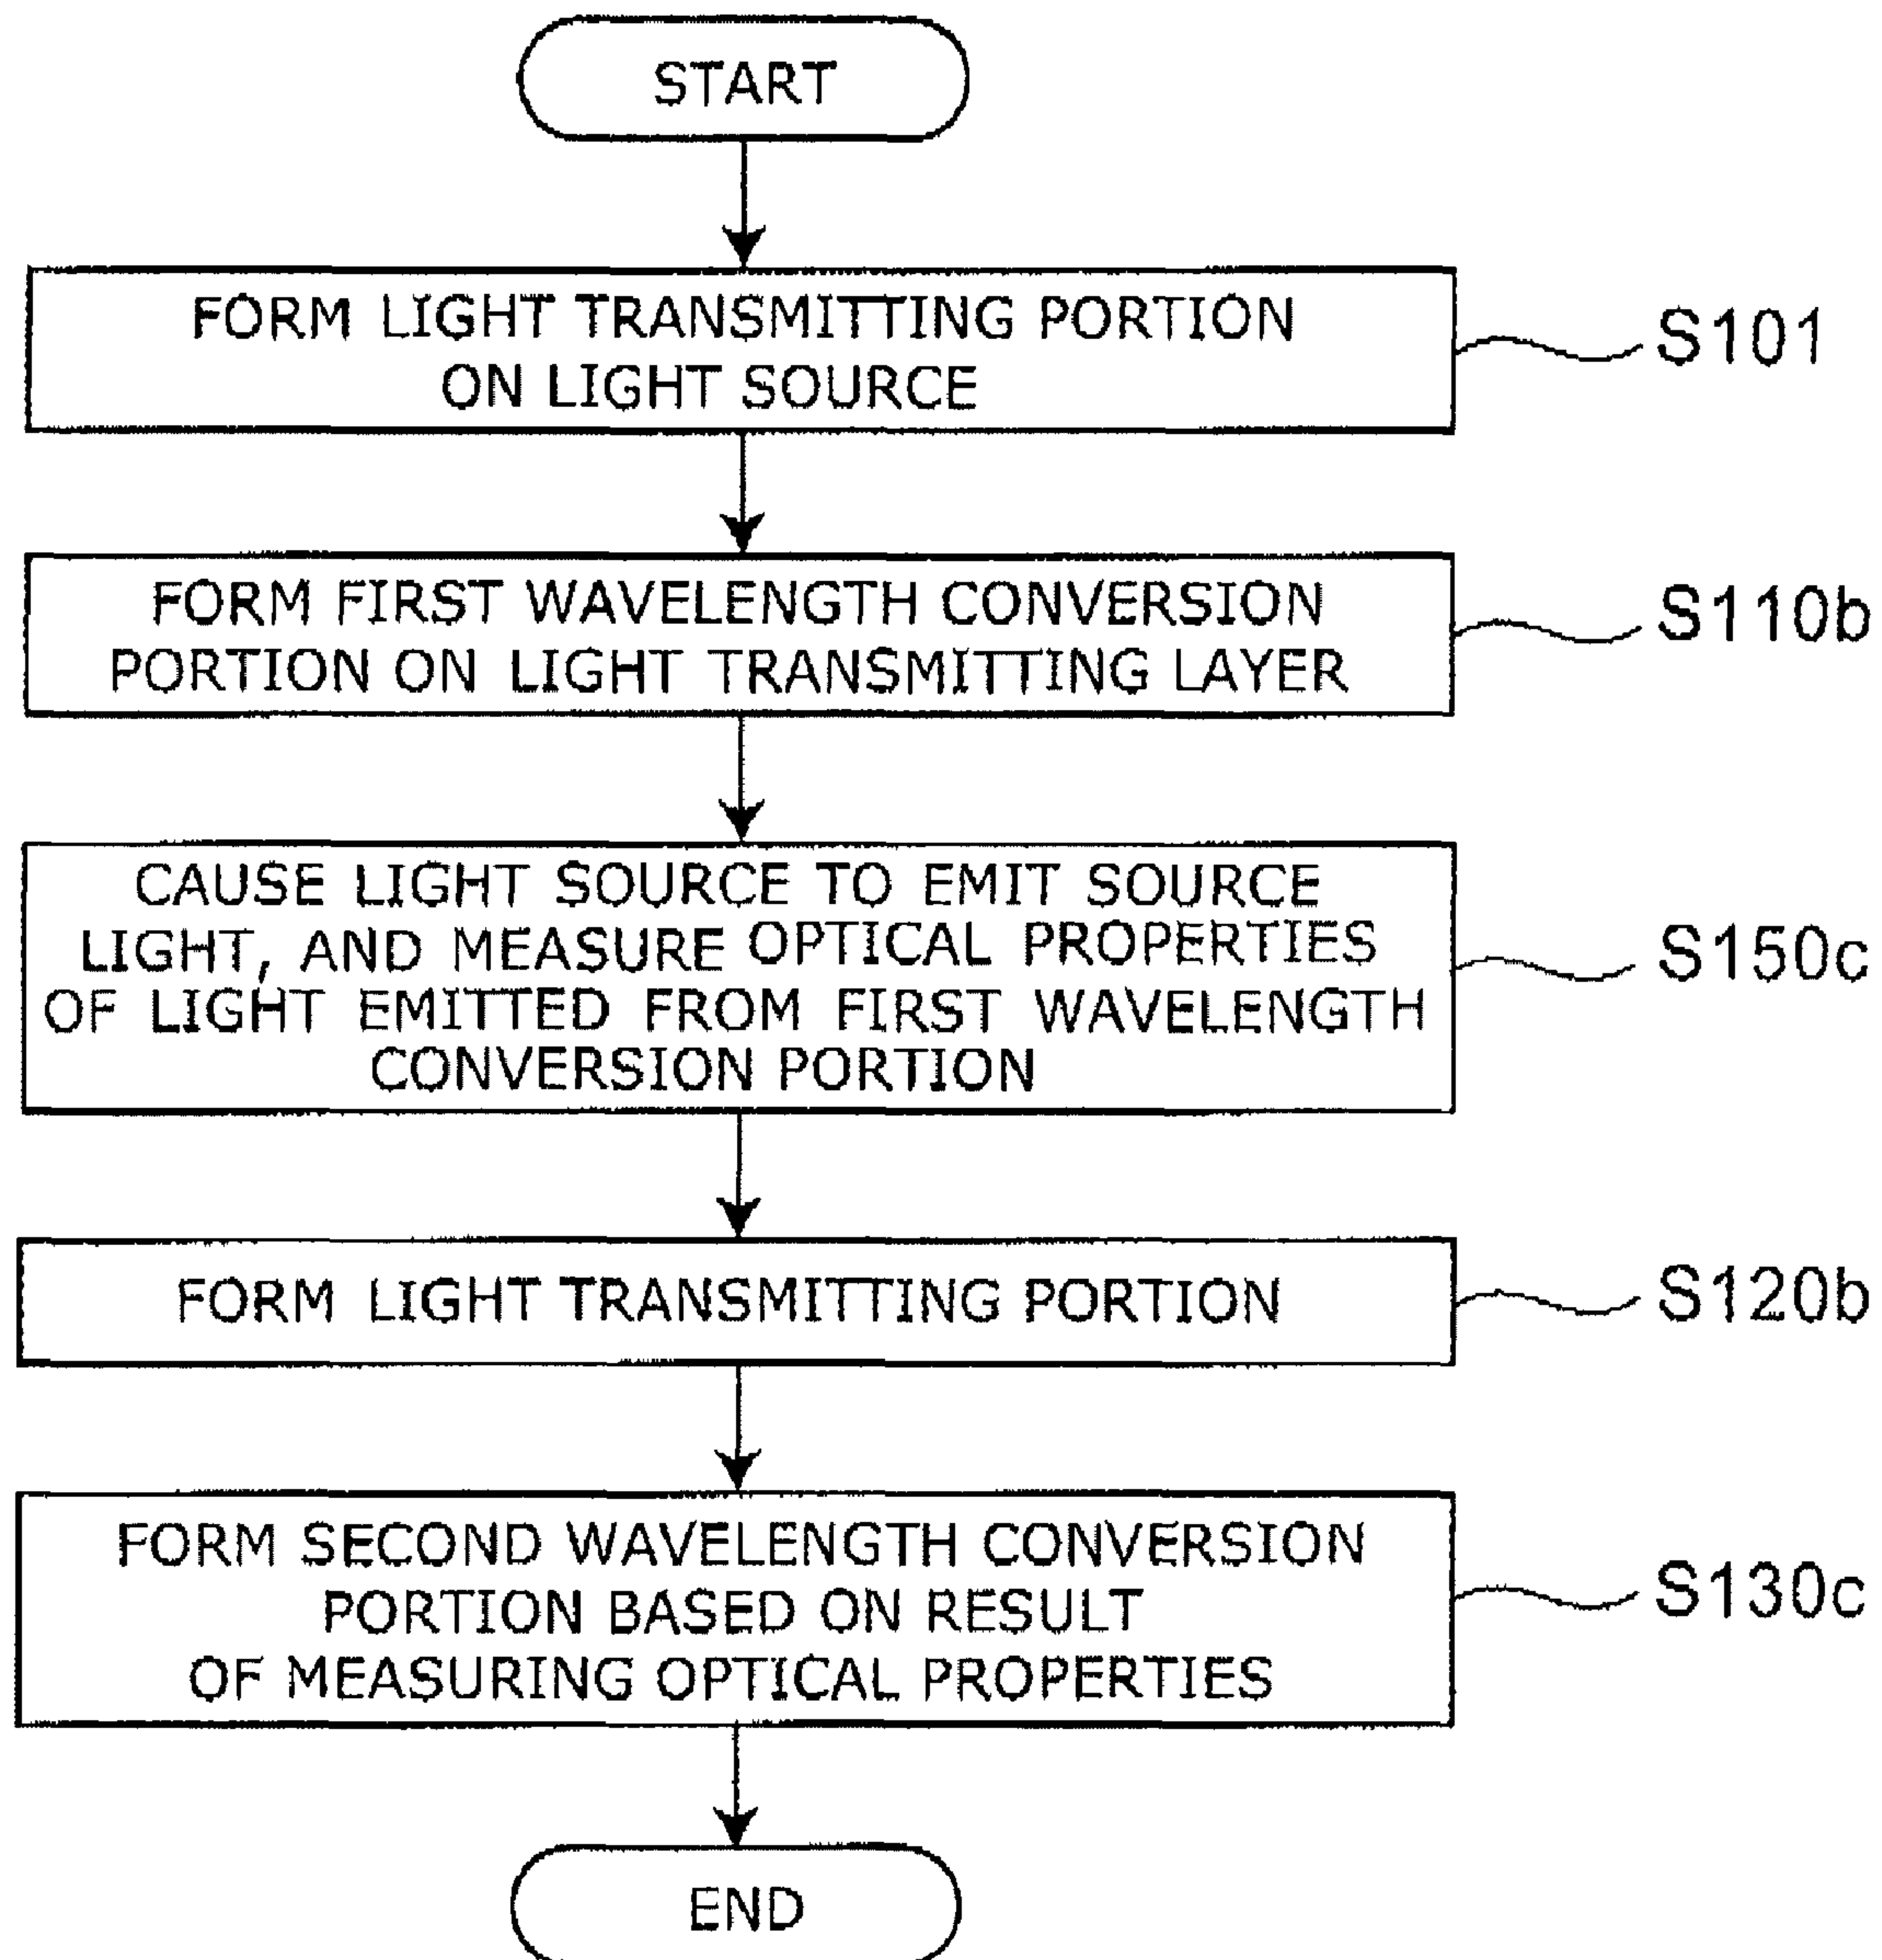 START
FORM LIGHT TRANSMITTING PORTION
ON LIGHT SOURCE
S101
FORM FIRST WAVELENGTH CONVERSION
PORTION ON LIGHT TRANSMITTING LAYER
S110b
CAUSE LIGHT SOURCE TO EMIT SOURCE
LIGHT, AND MEASURE OPTICAL PROPERTIES
OF LIGHT EMITTED FROM FIRST WAVELENGTH
CONVERSION PORTION
S150c
FORM LIGHT TRANSMITTING PORTION
S120b
FORM SECOND WAVELENGTH CONVERSION
PORTION BASED ON RESULT
OF MEASURING OPTICAL PROPERTIES
S130c
END